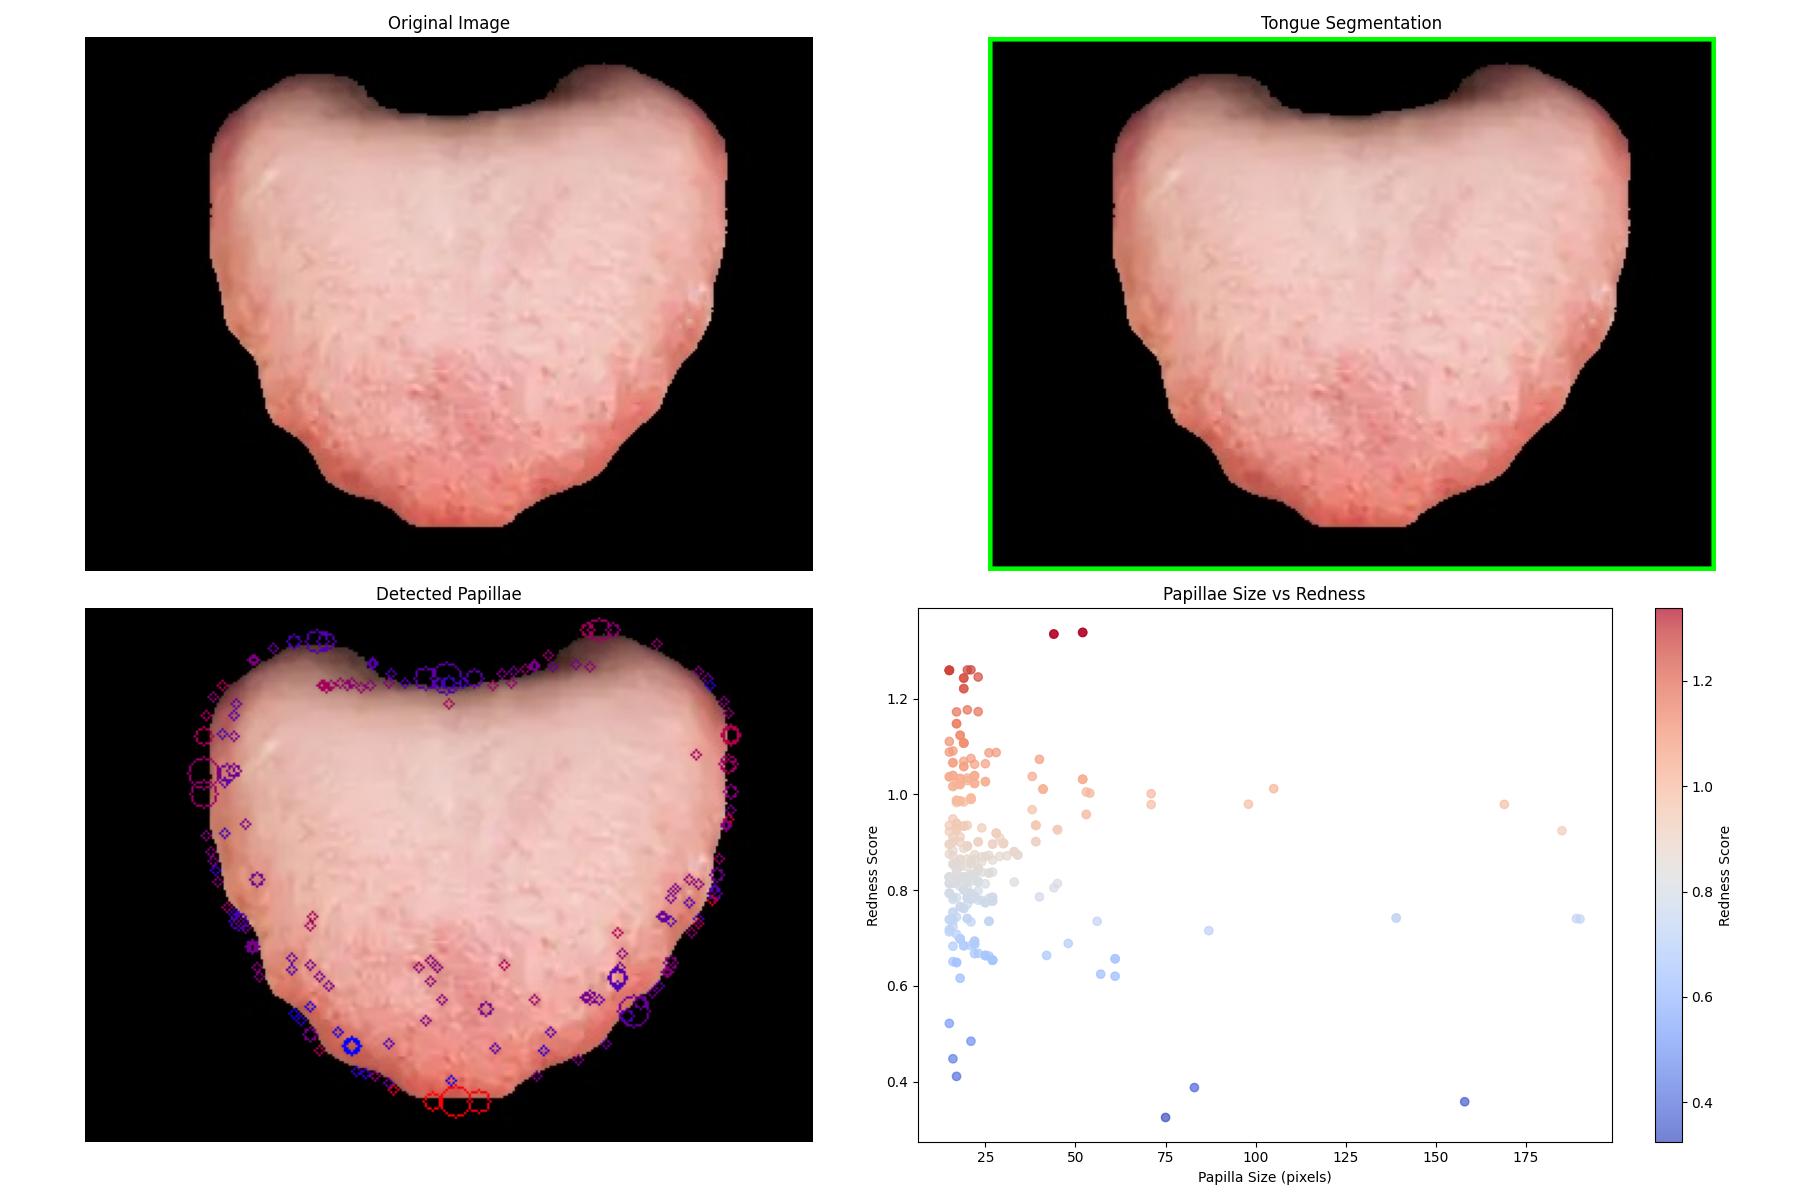 Original Image
Tongue Segmentation
Detected Papillae
Papillae Size vs Redness
1.2
1.0
0.8
0.6
0.4
Redness Score
25
50
75
100
125
150
175
Papilla Size (pixels)
1.2
1.0
0.8
0.6
0.4
Redness Score